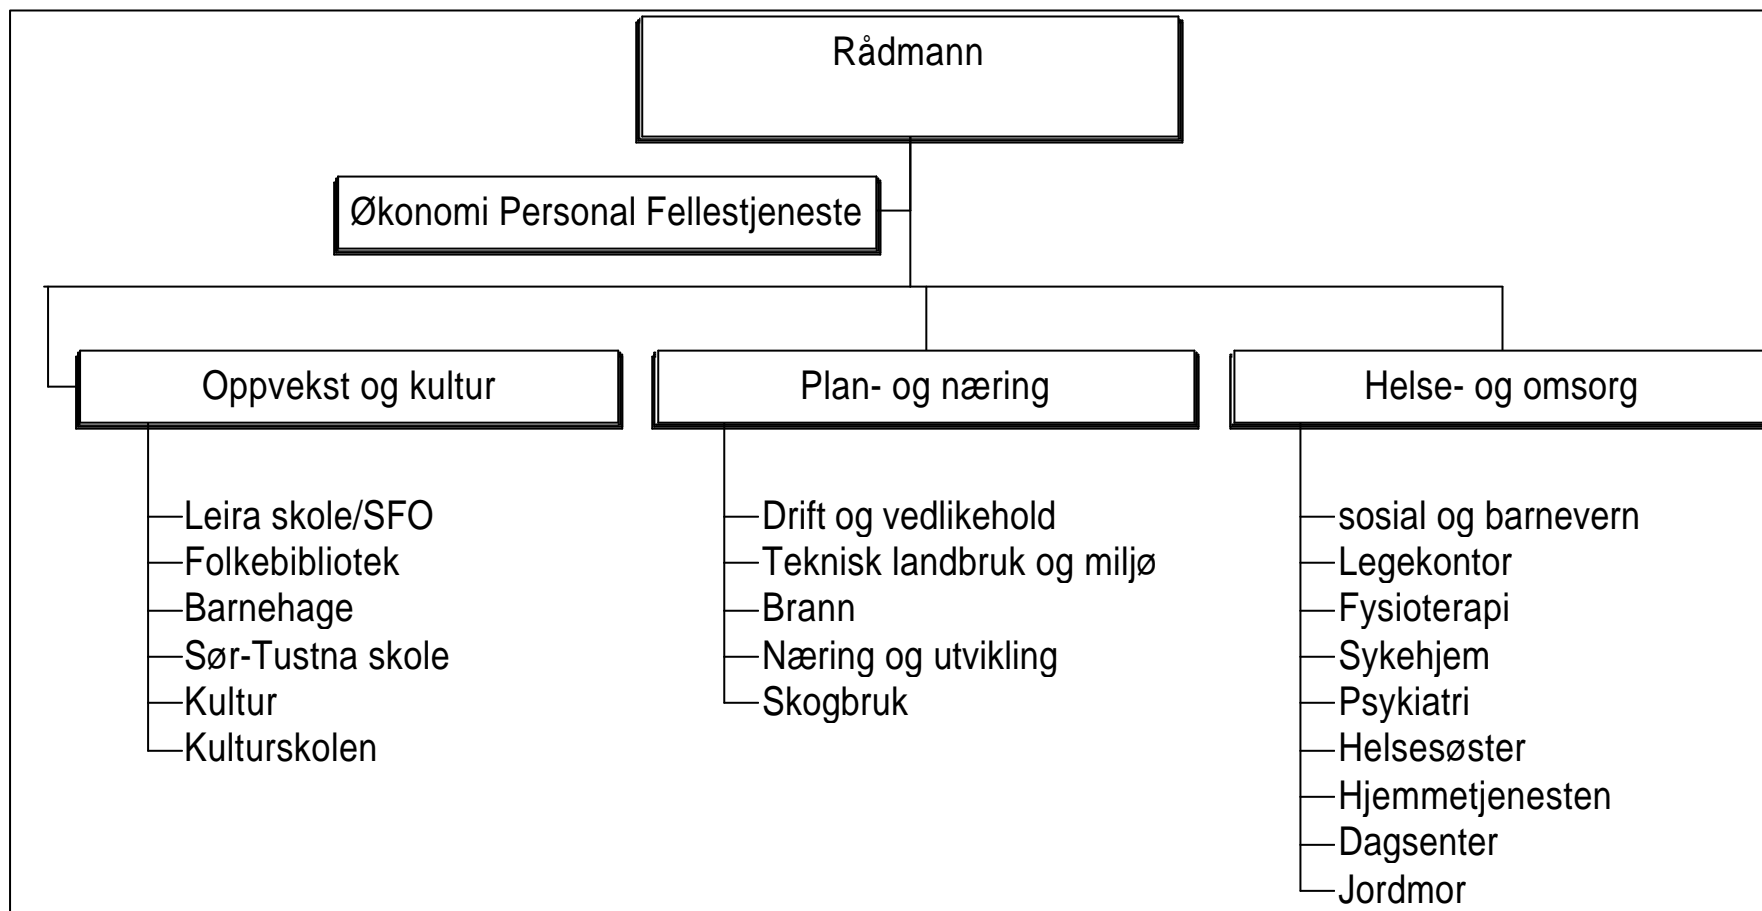 Rådmann
Økonomi Personal Fellestjeneste
Oppvekst og kultur
Leira skole/SFO
Folkebibliotek
Barnehage
Sør-Tustna skole
Kultur
Kulturskolen
Plan- og næring
Drift og vedlikehold
Teknisk landbruk og miljø
Brann
Næring og utvikling
Skogbruk
Helse- og omsorg
sosial og barnevern
Legekontor
Fysioterapi
Sykehjem
Psykiatri
Helsesøster
Hjemmetjenesten
Dagsenter
Jordmor